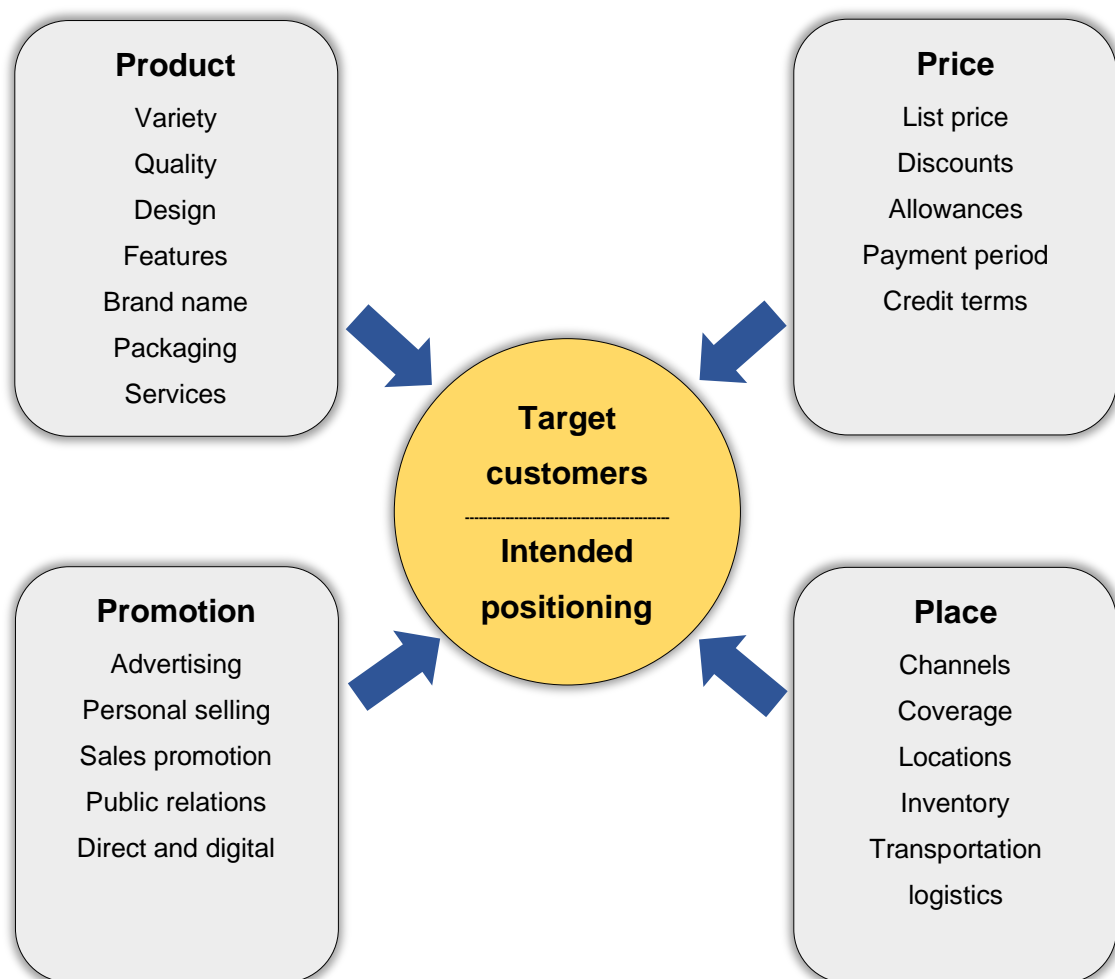 Product
Variety
Quality
Design
Features
Brand name
Packaging
Services
Price
List price
Discounts
Allowances
Payment period
Credit terms
Target
customers
Intended
positioning
Promotion
Advertising
Personal selling
Sales promotion
Public relations
Direct and digital
Place
Channels
Coverage
Locations
Inventory
Transportation
logistics